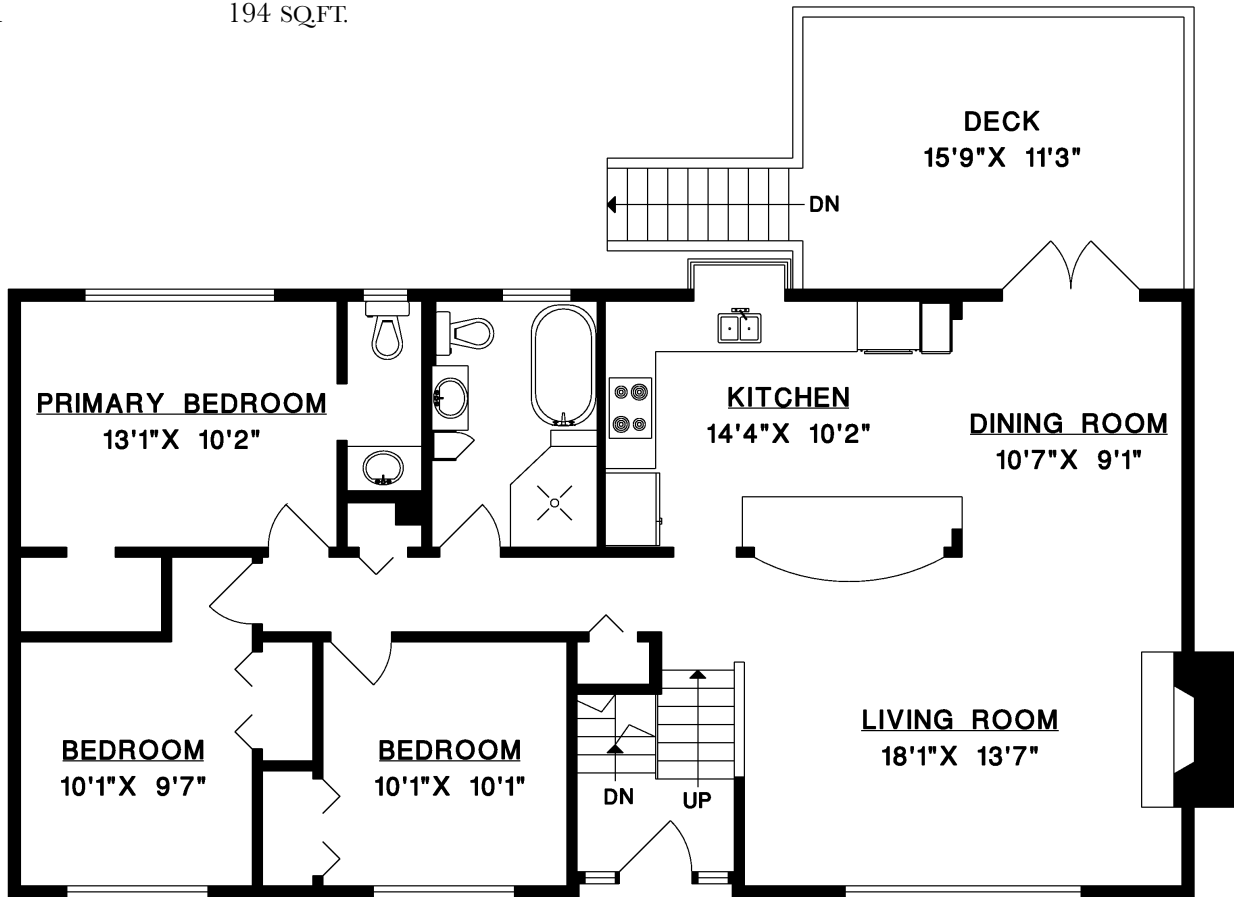 194 SQ.FT.
DECK
15'9"X 11'3"
DN
PRIMARY BEDROOM
13'1"X 10'2"
KITCHEN
14'4"X 10'2"
DINING ROOM
10'7"X 9'1"
BEDROOM
10'1"X 9'7"
BEDROOM
10'1"X 10'1"
DN
UP
LIVING ROOM
18'1"X 13'7"